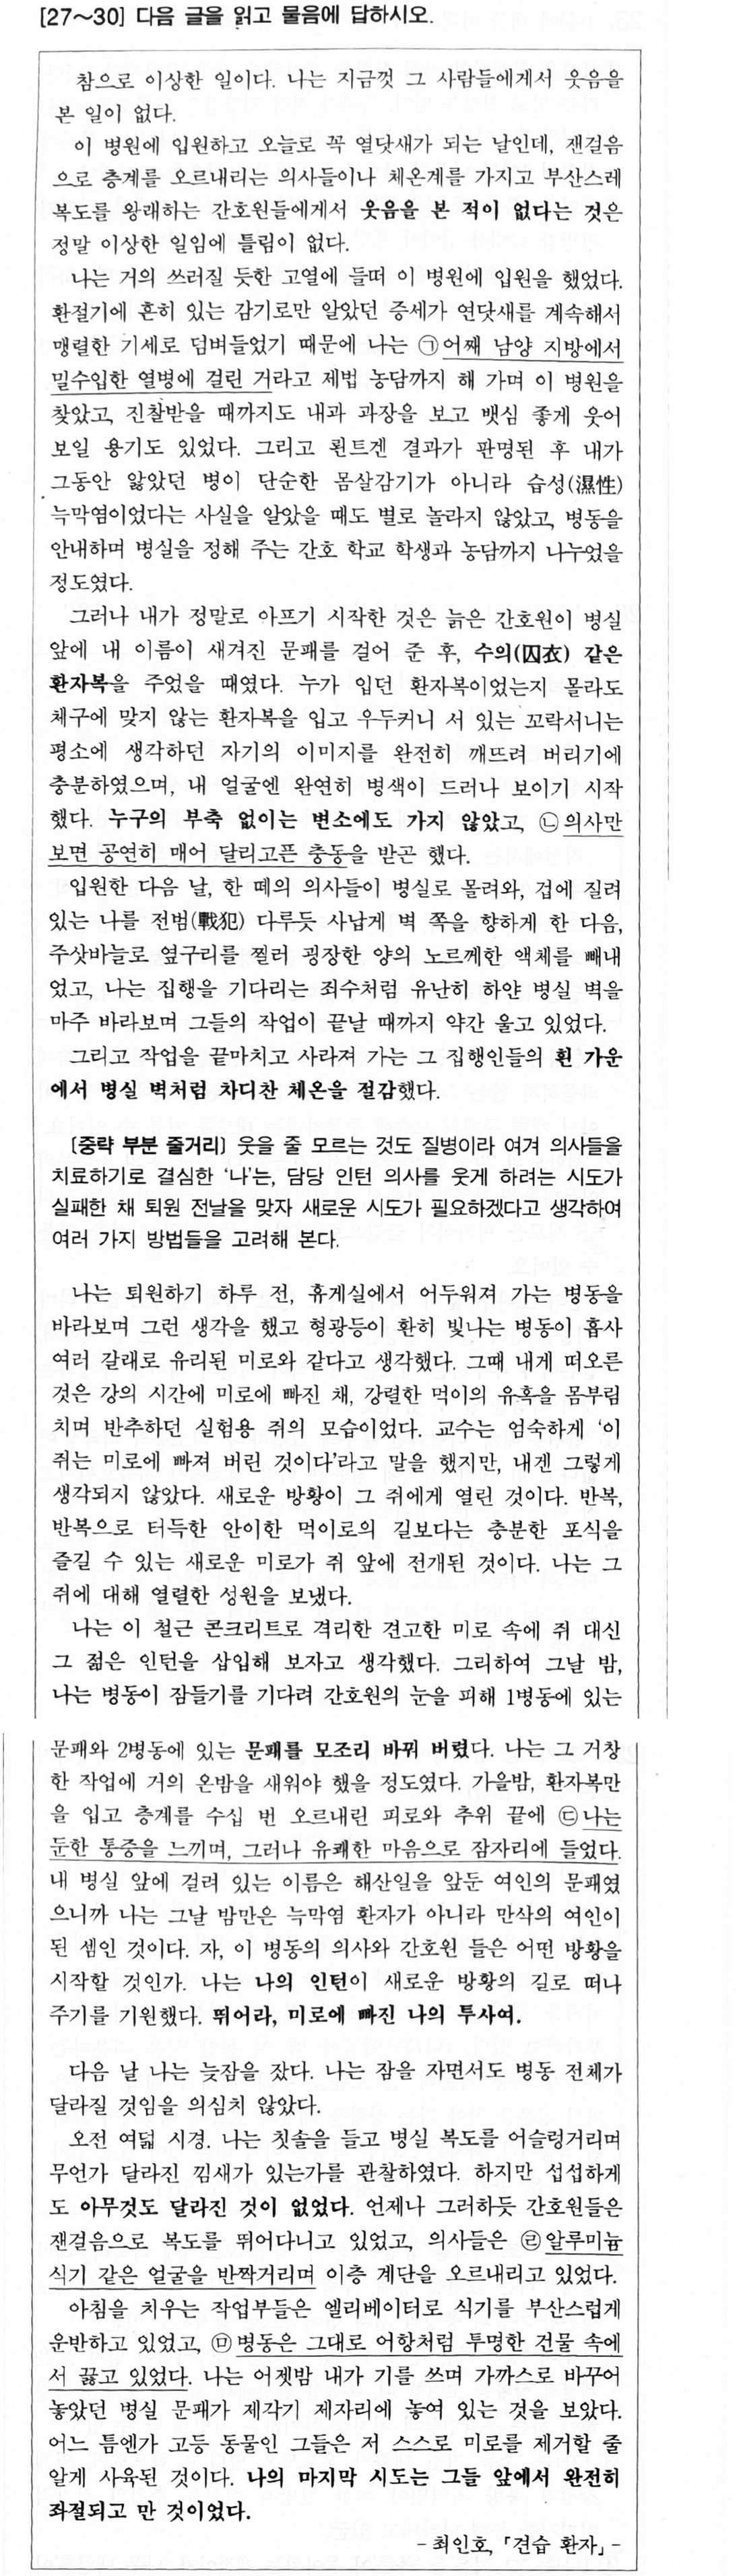 [27～30] 다음 글을 읽고 물음에 답하시오.
참으로 이상한 일이다. 나는 지금껏 그 사람들에게서 웃음을
본 일이 없다.
이 병원에 입원하고 오늘로 꼭 열닷새가 되는 날인데, 잰걸음
으로 층계를 오르내리는 의사들이나 체온계를 가지고 부산스레
복도를 왕래하는 간호원들에게서 웃음을 본 적이 없다는 것은
정말 이상한 일임에 틀림이 없다.
나는 거의 쓰러질 듯한 고열에 들떠 이 병원에 입원을 했었다.
환절기에 흔히 있는 감기로만 알았던 증세가 연닷새를 계속해서
맹렬한 기세로 덤벼들었기 때문에 나는 ㉠어째 남양 지방에서
밀수입한 열병에 걸린 거라고 제법 농담까지 해 가며 이 병원을
찾았고, 진찰받을 때까지도 내과 과장을 보고 뱃심 좋게 웃어
보일 용기도 있었다. 그리고 뢴트겐 결과가 판명된 후 내가
그동안 앓았던 병이 단순한 몸살감기가 아니라 습성(濕性)
늑막염이었다는 사실을 알았을 때도 별로 놀라지 않았고, 병동을
안내하며 병실을 정해 주는 간호 학교 학생과 농담까지 나누었을
정도였다.
그러나 내가 정말로 아프기 시작한 것은 늙은 간호원이 병실
앞에 내 이름이 새겨진 문패를 걸어 준 후, 수의(囚衣) 같은
환자복을 주었을 때였다. 누가 입던 환자복이었는지 몰라도
체구에 맞지 않는 환자복을 입고 우두커니 서 있는 꼬락서니는
평소에 생각하던 자기의 이미지를 완전히 깨뜨려 버리기에
충분하였으며, 내 얼굴엔 완연히 병색이 드러나 보이기 시작
했다. 누구의 부축 없이는 변소에도 가지 않았고, ㉡의사만
보면 공연히 매어 달리고픈 충동을 받곤 했다.
입원한 다음 날, 한 떼의 의사들이 병실로 몰려와, 겁에 질려
있는 나를 전범(戰犯) 다루듯 사납게 벽 쪽을 향하게 한 다음,
주삿바늘로 옆구리를 찔러 굉장한 양의 노르께한 액체를 빼내
었고, 나는 집행을 기다리는 죄수처럼 유난히 하얀 병실 벽을
마주 바라보며 그들의 작업이 끝날 때까지 약간 울고 있었다.
그리고 작업을 끝마치고 사라져 가는 그 집행인들의 흰 가운
에서 병실 벽처럼 차디찬 체온을 절감했다.
[중략 부분 줄거리] 웃을 줄 모르는 것도 질병이라 여겨 의사들을
치료하기로 결심한 ‘나’는, 담당 인턴 의사를 웃게 하려는 시도가
실패한 채 퇴원 전날을 맞자 새로운 시도가 필요하겠다고 생각하여
여러 가지 방법들을 고려해 본다.
나는 퇴원하기 하루 전, 휴게실에서 어두워져 가는 병동을
바라보며 그런 생각을 했고 형광등이 환히 빛나는 병동이 흡사
여러 갈래로 유리된 미로와 같다고 생각했다. 그때 내게 떠오른
것은 강의 시간에 미로에 빠진 채, 강렬한 먹이의 유혹을 몸부림
치며 반추하던 실험용 쥐의 모습이었다. 교수는 엄숙하게 ‘이
쥐는 미로에 빠져 버린 것이다’라고 말을 했지만, 내겐 그렇게
생각되지 않았다. 새로운 방황이 그 쥐에게 열린 것이다. 반복,
반복으로 터득한 안이한 먹이로의 길보다는 충분한 포식을
즐길 수 있는 새로운 미로가 쥐 앞에 전개된 것이다. 나는 그
쥐에 대해 열렬한 성원을 보냈다.
나는 이 철근 콘크리트로 격리한 견고한 미로 속에 쥐 대신
그 젊은 인턴을 삽입해 보자고 생각했다. 그리하여 그날 밤,
나는 병동이 잠들기를 기다려 간호원의 눈을 피해 1병동에 있는
문패와 2병동에 있는 문패를 모조리 바꿔 버렸다. 나는 그 거창
한 작업에 거의 온밤을 새워야 했을 정도였다. 가을밤, 환자복만
을 입고 층계를 수십 번 오르내린 피로와 추위 끝에 ㉢나는
둔한 통증을 느끼며, 그러나 유쾌한 마음으로 잠자리에 들었다.
내 병실 앞에 걸려 있는 이름은 해산일을 앞둔 여인의 문패였
으니까 나는 그날 밤만은 늑막염 환자가 아니라 만삭의 여인이
된 셈인 것이다. 자, 이 병동의 의사와 간호원 들은 어떤 방황을
시작할 것인가. 나는 나의 인턴이 새로운 방황의 길로 떠나
주기를 기원했다. 뛰어라, 미로에 빠진 나의 투사여.
다음 날 나는 늦잠을 잤다. 나는 잠을 자면서도 병동 전체가
달라질 것임을 의심치 않았다.
오전 여덟 시경. 나는 칫솔을 들고 병실 복도를 어슬렁거리며
무언가 달라진 낌새가 있는가를 관찰하였다. 하지만 섭섭하게
도 아무것도 달라진 것이 없었다. 언제나 그러하듯 간호원들은
잰걸음으로 복도를 뛰어다니고 있었고, 의사들은 ㉣알루미늄
식기 같은 얼굴을 반짝거리며 이층 계단을 오르내리고 있었다.
아침을 치우는 작업부들은 엘리베이터로 식기를 부산스럽게
운반하고 있었고, ㉤병동은 그대로 어항처럼 투명한 건물 속에
서 끓고 있었다. 나는 어젯밤 내가 기를 쓰며 가까스로 바꾸어
놓았던 병실 문패가 제각기 제자리에 놓여 있는 것을 보았다.
어느 틈엔가 고등 동물인 그들은 저 스스로 미로를 제거할 줄
알게 사육된 것이다. 나의 마지막 시도는 그들 앞에서 완전히
좌절되고 만 것이었다.
- 최인호, 「견습 환자」 -